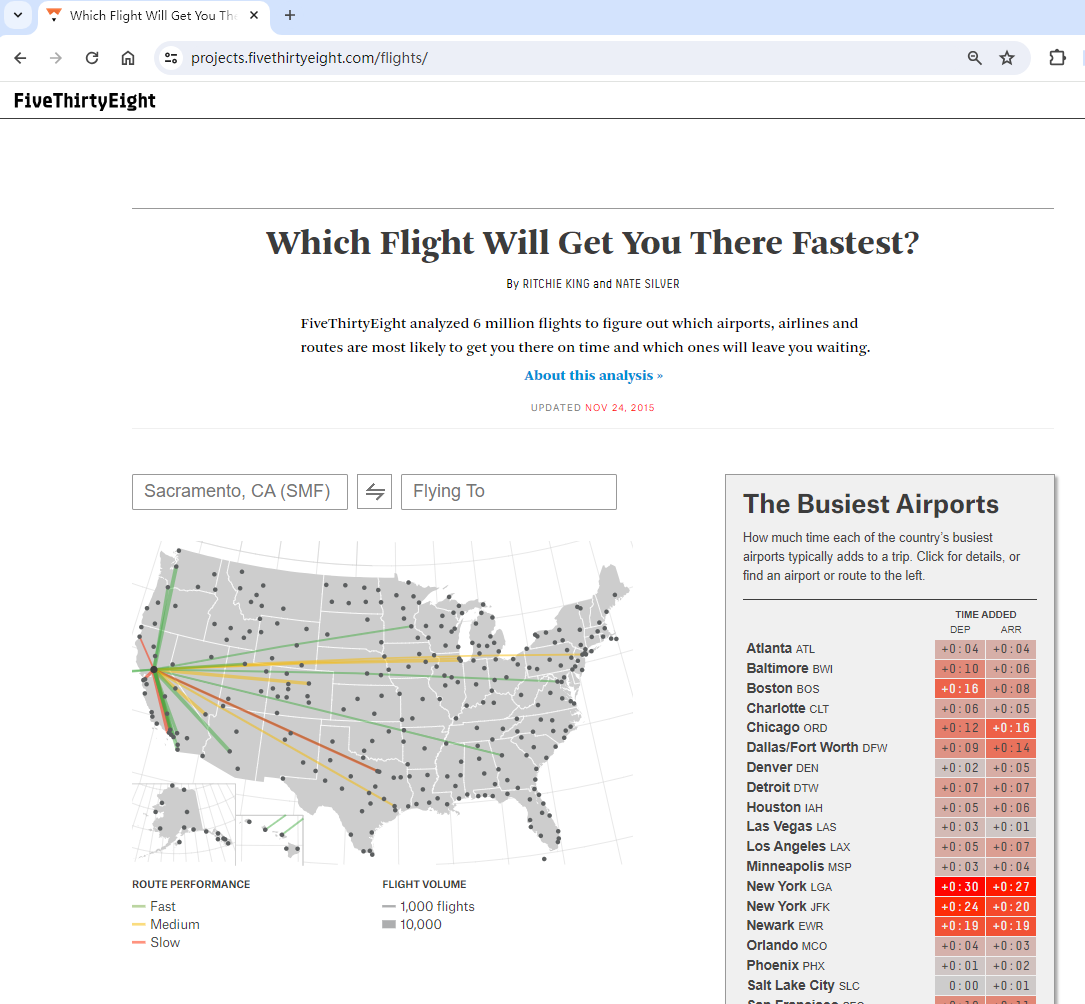 Which Flight Will Get You The
projects.fivethirtyeight.com/flights/
FiveThirtyEight
Which Flight Will Get You There Fastest?
By RITCHIE KING and NATE SILVER
FiveThirtyEight analyzed 6 million flights to figure out which airports, airlines and
routes are most likely to get you there on time and which ones will leave you waiting.
About this analysis »
UPDATED NOV 24, 2015
Sacramento, CA (SMF)
Flying To
ROUTE PERFORMANCE
Fast
Medium
Slow
FLIGHT VOLUME
1,000 flights
10,000
The Busiest Airports
How much time each of the country's busiest
airports typically adds to a trip. Click for details, or
find an airport or route to the left.
TIME ADDED
DEP ARR
Atlanta ATL +0:04 +0:04
Baltimore BWI +0:10 +0:06
Boston BOS +0:16 +0:08
Charlotte CLT +0:06 +0:05
Chicago ORD +0:12 +0:16
Dallas/Fort Worth DFW +0:09 +0:14
Denver DEN +0:02 +0:05
Detroit DTW +0:07 +0:07
Houston IAH +0:05 +0:06
Las Vegas LAS +0:03 +0:01
Los Angeles LAX +0:05 +0:07
Minneapolis MSP +0:03 +0:04
New York LGA +0:30 +0:27
New York JFK +0:24 +0:20
Newark EWR +0:19 +0:19
Orlando MCO +0:04 +0:03
Phoenix PHX +0:01 +0:02
Salt Lake City SLC 0:00 +0:01